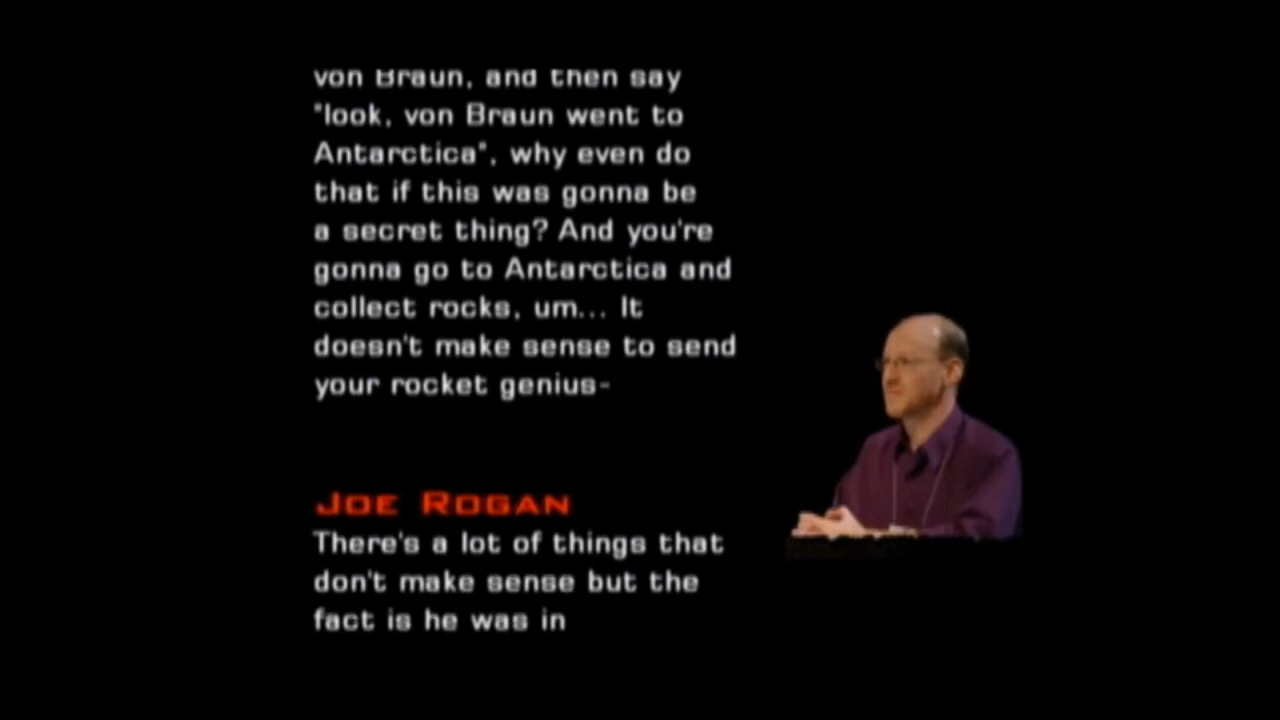 von Braun, and then say
"look, von Braun went to
Antarctica", why even do
that if this was gonna be
a secret thing? And you're
gonna go to Antarctica and
collect rocks, um... It
doesn't make sense to send
your rocket genius-
Joe Rogan
There's a lot of things that
don't make sense but the
fact is he was in